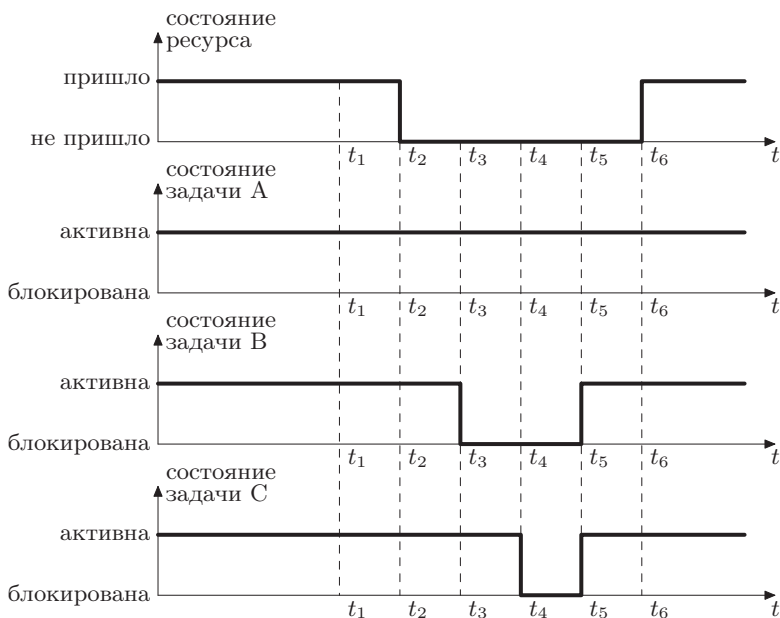 состояние
ресурса
пришло
не пришло
t1 t2 t3 t4 t5 t6 t
состояние
задачи A
активна
блокирована
t1 t2 t3 t4 t5 t6 t
состояние
задачи B
активна
блокирована
t1 t2 t3 t4 t5 t6 t
состояние
задачи C
активна
блокирована
t1 t2 t3 t4 t5 t6 t